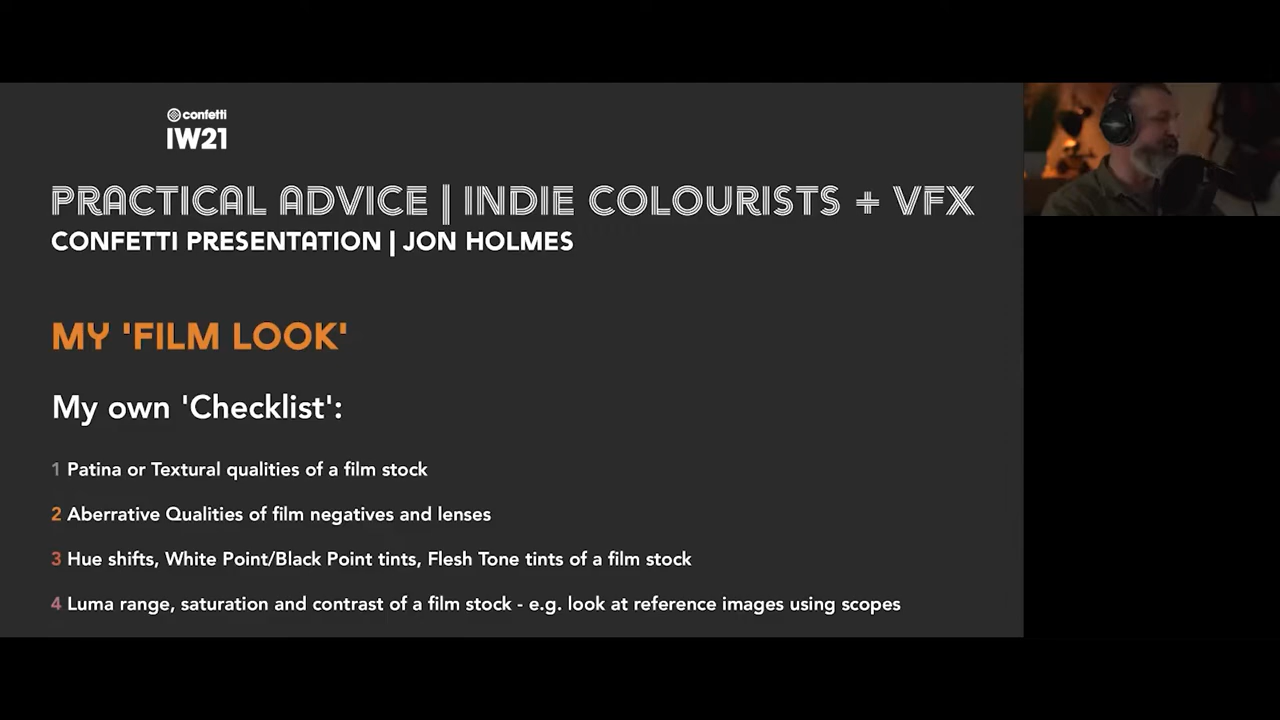 confetti
IW21
PRACTICAL ADVICE | INDIE COLOURISTS + VFX
CONFETTI PRESENTATION | JON HOLMES
MY 'FILM LOOK'
My own 'Checklist':
1 Patina or Textural qualities of a film stock
2 Aberrative Qualities of film negatives and lenses
3 Hue shifts, White Point/Black Point tints, Flesh Tone tints of a film stock
4 Luma range, saturation and contrast of a film stock - e.g. look at reference images using scopes